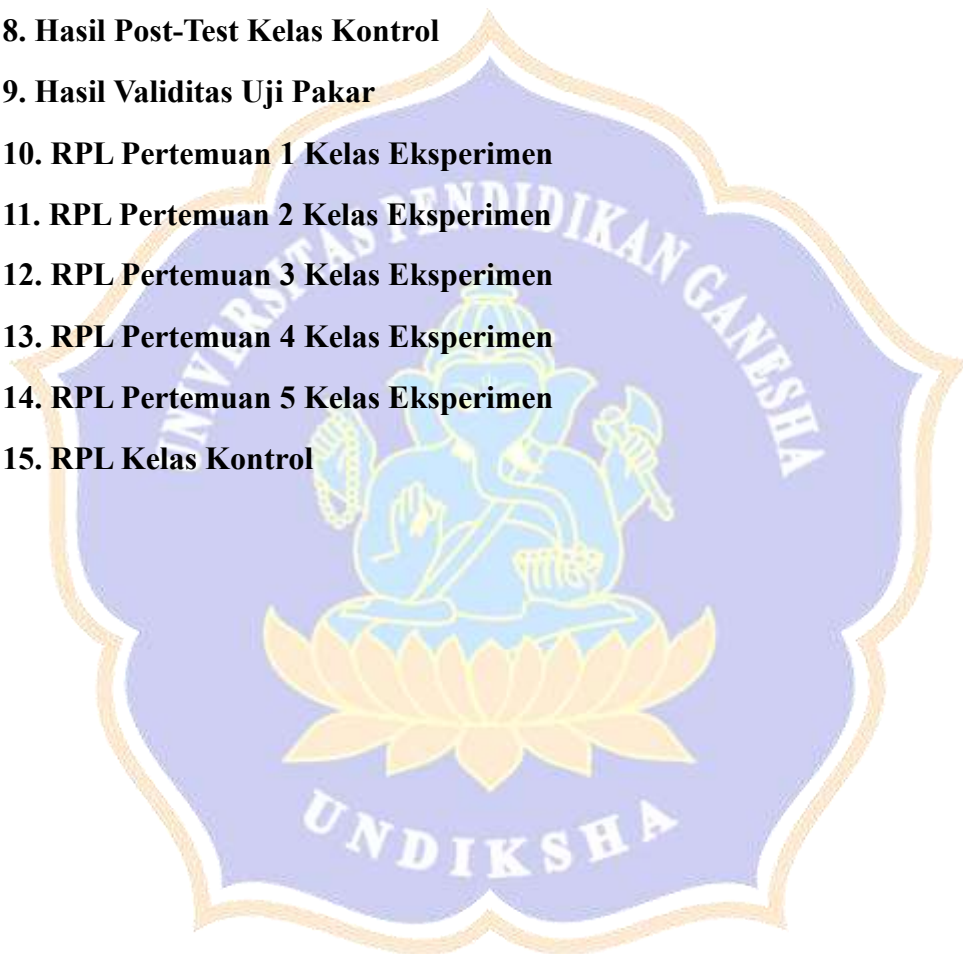 8. Hasil Post-Test Kelas Kontrol
9. Hasil Validitas Uji Pakar
10. RPL Pertemuan 1 Kelas Eksperimen
11. RPL Pertemuan 2 Kelas Eksperimen
12. RPL Pertemuan 3 Kelas Eksperimen
13. RPL Pertemuan 4 Kelas Eksperimen
14. RPL Pertemuan 5 Kelas Eksperimen
15. RPL Kelas Kontrol
UNIVERSITAS PENDIDIKAN GANESHA
UNDIKSHA